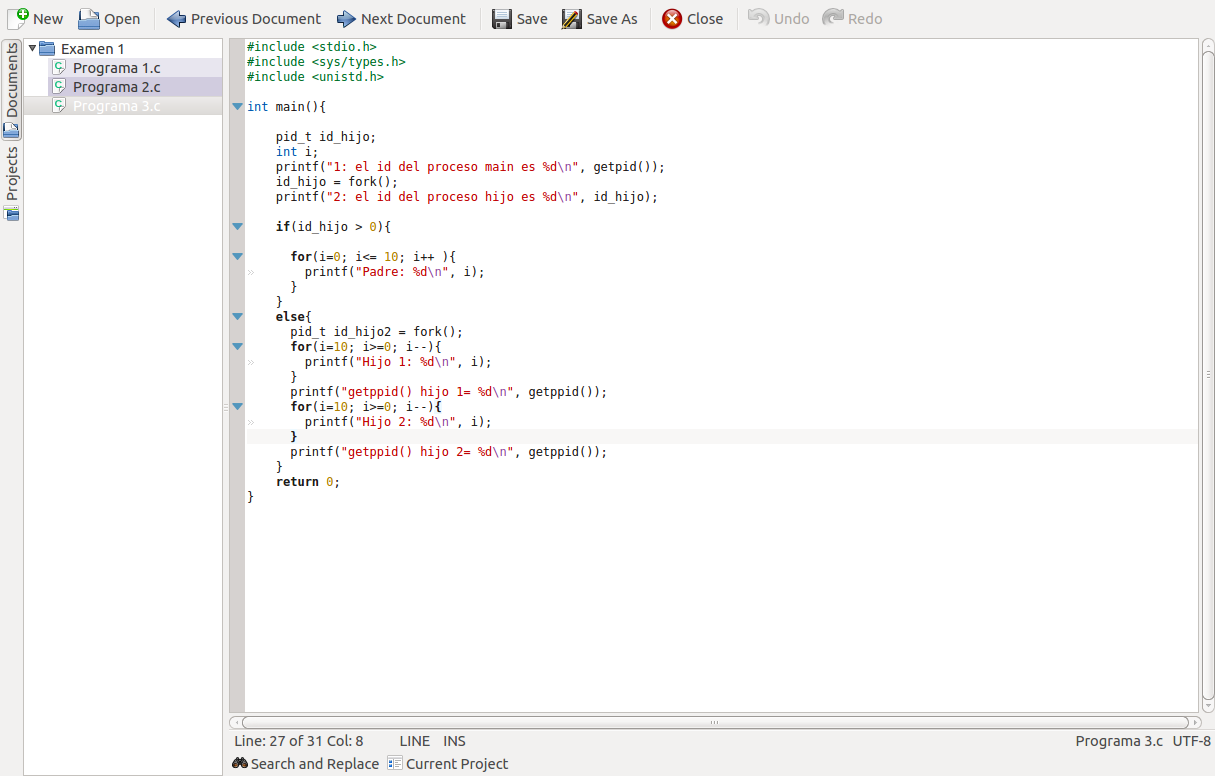 New Open Previous Document Next Document Save Save As Close Undo Redo
Documents
Projects
Examen 1
Programa 1.c
Programa 2.c
Programa 3.c
#include <stdio.h>
#include <sys/types.h>
#include <unistd.h>
int main(){
pid_t id_hijo;
int i;
printf("1: el id del proceso main es %d\n", getpid());
id_hijo = fork();
printf("2: el id del proceso hijo es %d\n", id_hijo);
if(id_hijo > 0){
for(i=0; i<= 10; i++ ){
printf("Padre: %d\n", i);
}
}
else{
pid_t id_hijo2 = fork();
for(i=10; i>=0; i--){
printf("Hijo 1: %d\n", i);
}
printf("getppid() hijo 1= %d\n", getppid());
for(i=10; i>=0; i--){
printf("Hijo 2: %d\n", i);
}
printf("getppid() hijo 2= %d\n", getppid());
}
return 0;
}
Line: 27 of 31 Col: 8 LINE INS Programa 3.c UTF-8
Search and Replace Current Project